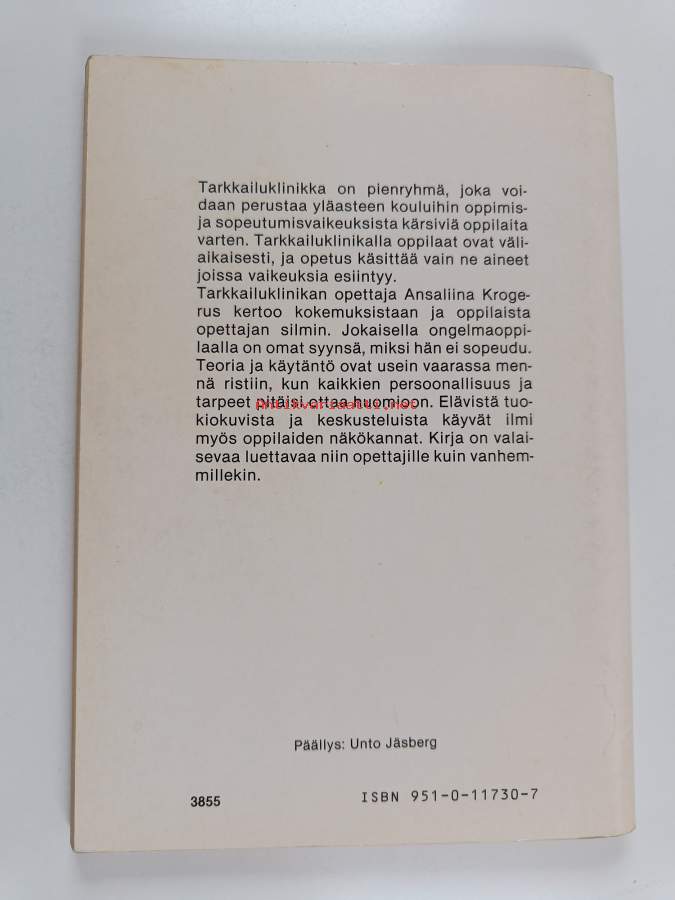 Tarkkailuklinikka on pienryhmä, joka voi-
daan perustaa yläasteen kouluihin oppimis-
ja sopeutumisvaikeuksista kärsiviä oppilaita
varten. Tarkkailuklinikalla oppilaat ovat väli-
aikaisesti, ja opetus käsittää vain ne aineet
joissa vaikeuksia esiintyy.
Tarkkailuklinikan opettaja Ansaliina Kroge-
rus kertoo kokemuksistaan ja oppilaista
opettajan silmin. Jokaisella ongelmaoppi-
laalla on omat syynsä, miksi hän ei sopeudu.
Teoria ja käytäntö ovat usein vaarassa men-
nä ristiin, kun kaikkien persoonallisuus ja
tarpeet pitäisi ottaa huomioon. Elävistä tuo-
Antikvariaatti.net
kiokuvista ja keskusteluista käyvät ilmi
myös oppilaiden näkökannat. Kirja on valai-
sevaa luettavaa niin opettajille kuin vanhem-
millekin.
Päällys: Unto Jäsberg
3855
ISBN 951-0-11730-7